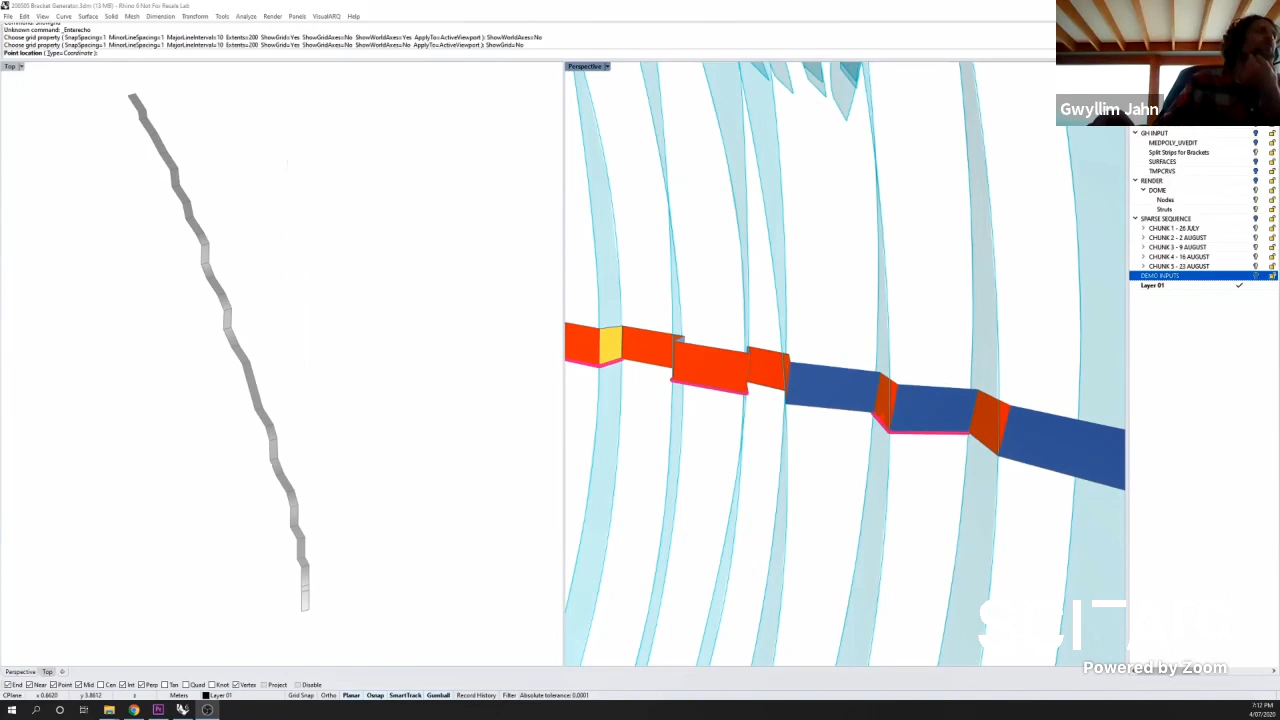 200505 Bracket Generator.3dm (13 MB) - Rhino 6 Not For Resale Lab
File Edit View Curve Surface Solid Mesh Dimension Transform Tools Analyze Render Panels VisualARQ Help
Unknown command: _Enterecho
Choose grid property ( SnapSpacing=1 MinorLineSpacing=1 MajorLineInterval=10 Extents=200 ShowGrid=Yes ShowGridAxes=No ShowWorldAxes=Yes ApplyTo=ActiveViewport ): ShowWorldAxes=No
Choose grid property ( SnapSpacing=1 MinorLineSpacing=1 MajorLineInterval=10 Extents=200 ShowGrid=Yes ShowGridAxes=No ShowWorldAxes=No ApplyTo=ActiveViewport ): ShowGrid=No
Point location ( Type=Coordinate ):
Top
Perspective
Gwyllim Jahn
GH INPUT
MEDPOLY_UVEDIT
Split Strips for Brackets
SURFACES
TMPCRVS
RENDER
DOME
Nodes
Struts
SPARSE SEQUENCE
CHUNK 1 - 26 JULY
CHUNK 2 - 2 AUGUST
CHUNK 3 - 9 AUGUST
CHUNK 4 - 16 AUGUST
CHUNK 5 - 23 AUGUST
DEMO INPUTS
Layer 01
Powered by Zoom
Perspective Top
End Near Point Mid Cen Int Perp Tan Quad Knot Vertex Project Disable
CPlane x 0.6620 y 3.8612 z Meters Layer 01 Grid Snap Ortho Planar Osnap SmartTrack Gumball Record History Filter Absolute tolerance: 0.0001
7:12 PM
4/07/2020